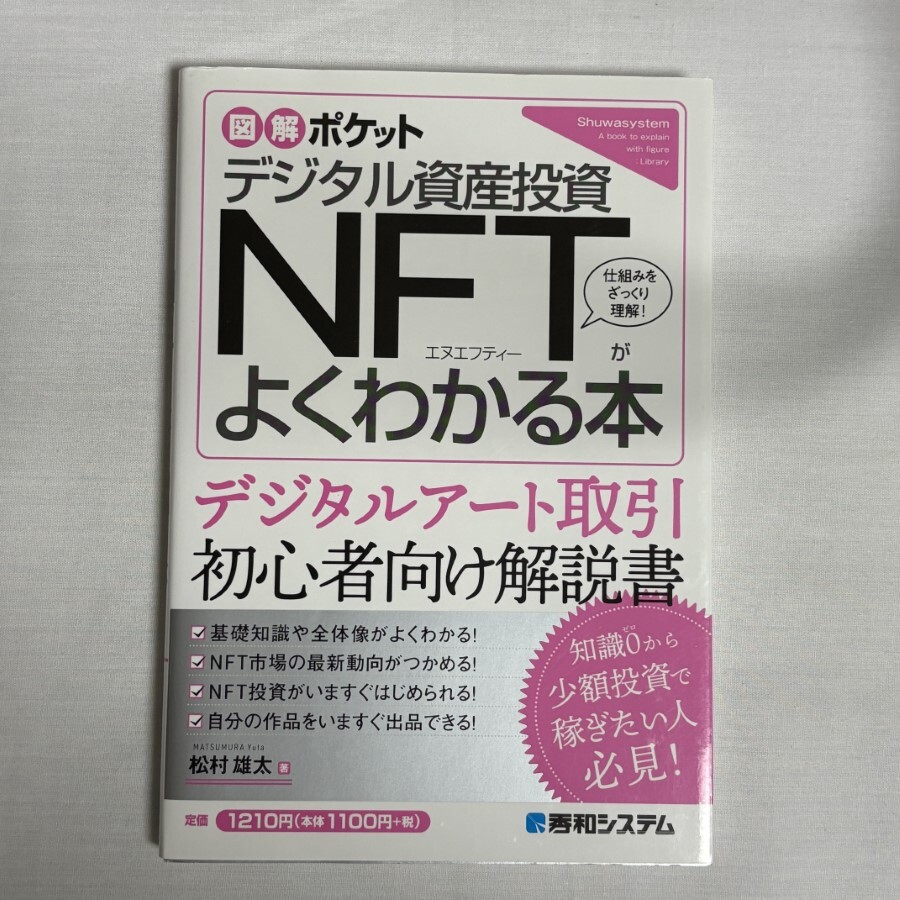 図解ポケット
Shuwasystem
A book to explain
with figure
:Library
デジタル資産投資
NFTが
エヌエフティー
仕組みを
ざっくり
理解！
よくわかる本
デジタルアート取引
初心者向け解説書
基礎知識や全体像がよくわかる！
NFT市場の最新動向がつかめる！
NFT投資がいますぐはじめられる！
自分の作品をいますぐ出品できる！
ゼロ
知識0から
少額投資で
稼ぎたい人
必見！
MATSUMURA Yuta
松村 雄太 著
定価 1210円（本体1100円+税）
秀和システム